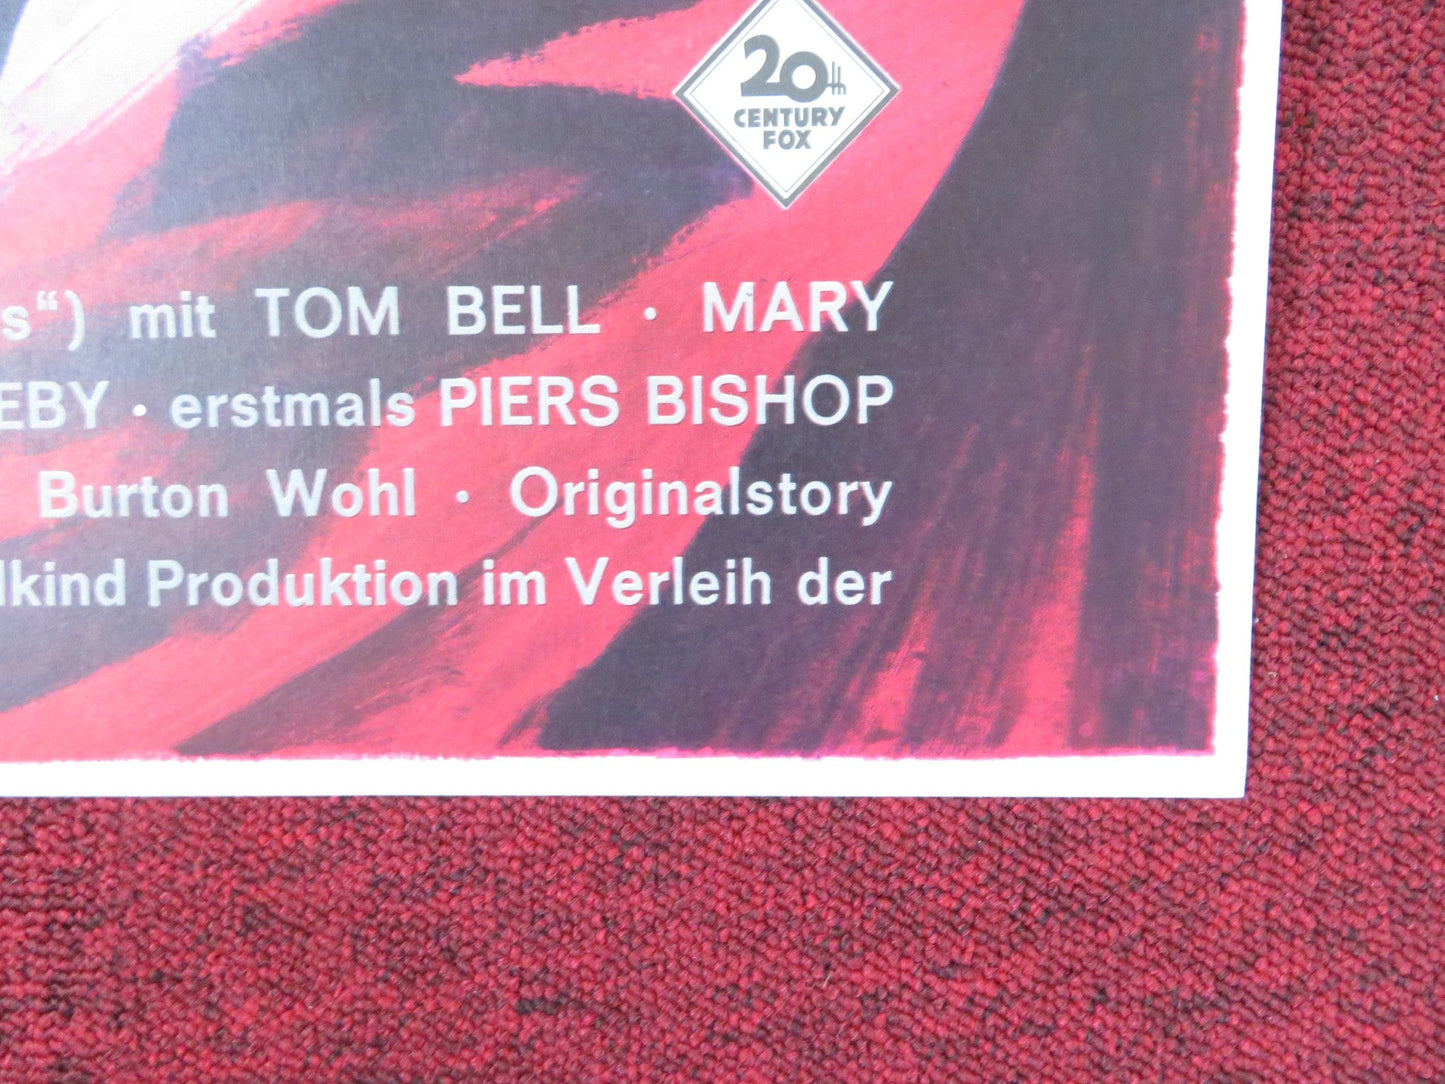 20th
CENTURY
FOX
s“) mit TOM BELL · MARY
EBY · erstmals PIERS BISHOP
Burton Wohl · Originalstory
lkind Produktion im Verleih der